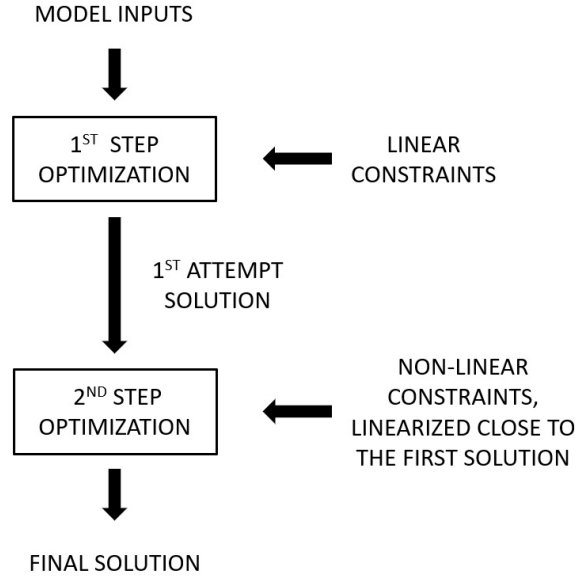 MODEL INPUTS
1ST STEP
OPTIMIZATION
LINEAR
CONSTRAINTS
1ST ATTEMPT
SOLUTION
2ND STEP
OPTIMIZATION
NON-LINEAR
CONSTRAINTS,
LINEARIZED CLOSE TO
THE FIRST SOLUTION
FINAL SOLUTION